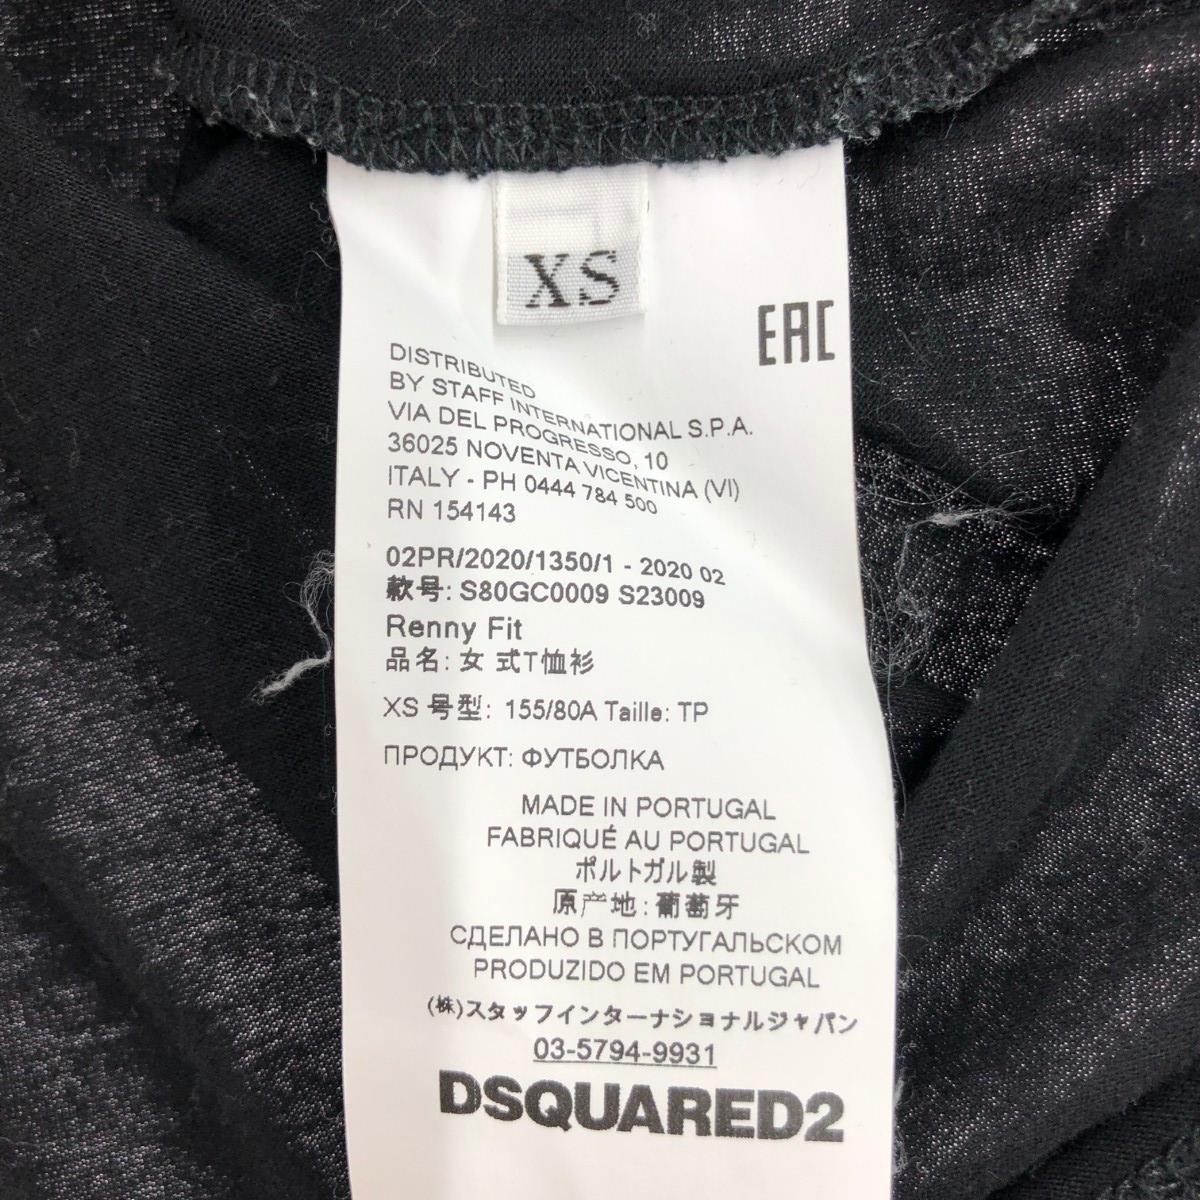 XS
EAC
DISTRIBUTED
BY STAFF INTERNATIONAL S.P.A.
VIA DEL PROGRESSO, 10
36025 NOVENTA VICENTINA (VI)
ITALY - PH 0444 784 500
RN 154143
02PR/2020/1350/1 - 2020 02
款号: S80GC0009 S23009
Renny Fit
品名: 女 式T恤衫
XS 号型: 155/80A Taille: TP
ПРОДУКТ: ФУТБОЛКА
MADE IN PORTUGAL
FABRIQUÉ AU PORTUGAL
ポルトガル製
原产地: 葡萄牙
СДЕЛАНО В ПОРТУГАЛЬСКОМ
PRODUZIDO EM PORTUGAL
(株)スタッフインターナショナルジャパン
03-5794-9931
DSQUARED2